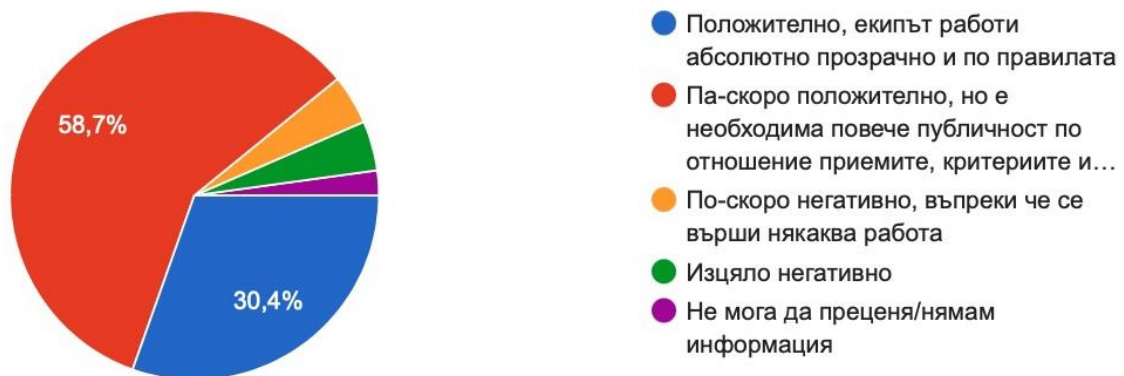 58,7%
30,4%
Положително, екипът работи
абсолютно прозрачно и по правилата
Па-скоро положително, но е
необходима повече публичност по
отношение приемите, критериите и…
По-скоро негативно, въпреки че се
върши някаква работа
Изцяло негативно
Не мога да преценя/нямам
информация